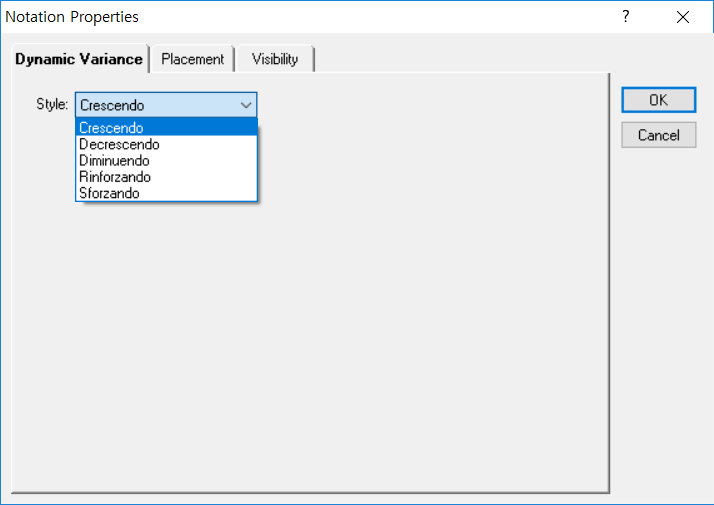 Notation Properties ?
Dynamic Variance Placement Visibility
Style: Crescendo
Crescendo
Decrescendo
Diminuendo
Rinforzando
Sforzando
OK
Cancel